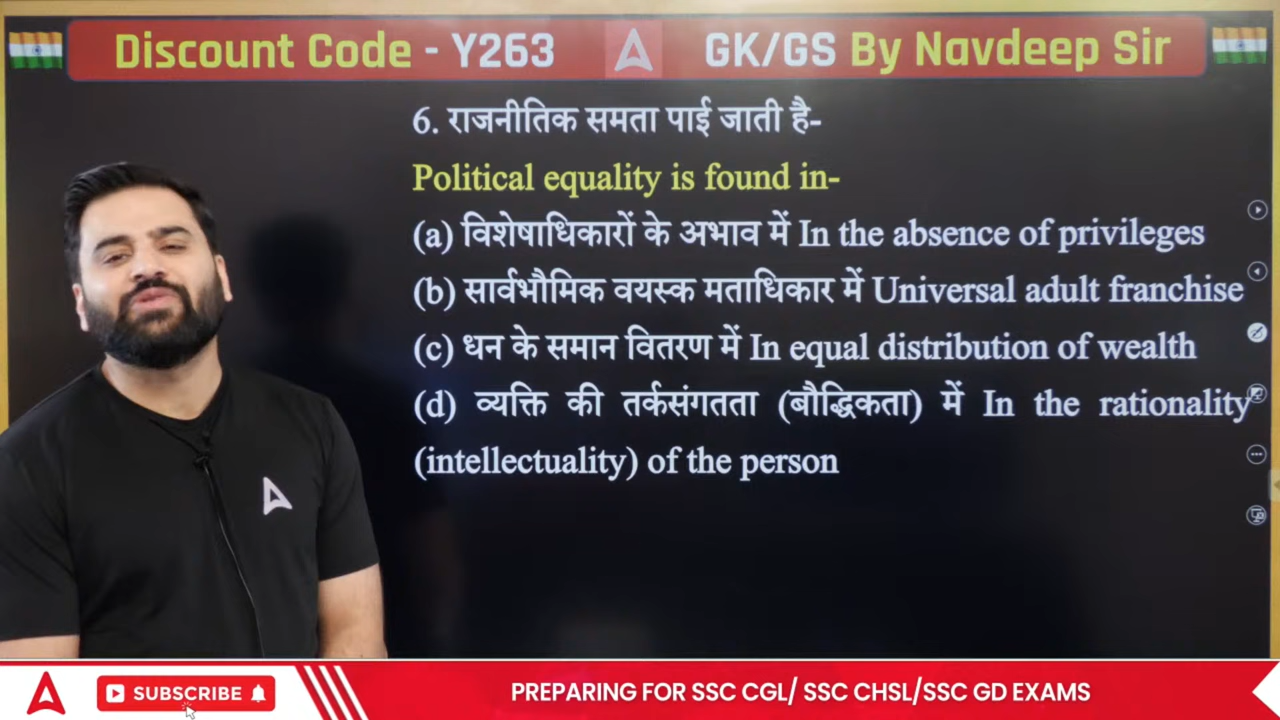 Discount Code - Y263 GK/GS By Navdeep Sir
6. राजनीतिक समता पाई जाती है-
Political equality is found in-
(a) विशेषाधिकारों के अभाव में In the absence of privileges
(b) सार्वभौमिक वयस्क मताधिकार में Universal adult franchise
(c) धन के समान वितरण में In equal distribution of wealth
(d) व्यक्ति की तर्कसंगतता (बौद्धिकता) में In the rationality
(intellectuality) of the person
SUBSCRIBE
PREPARING FOR SSC CGL/ SSC CHSL/SSC GD EXAMS